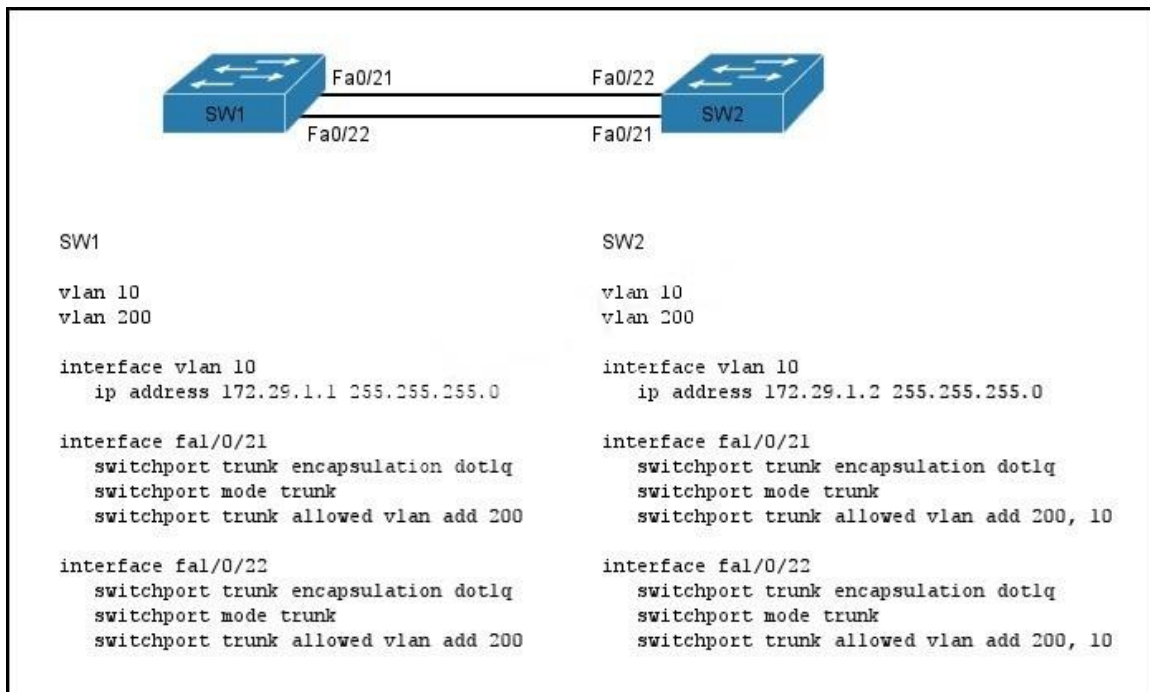 Fa0/21
Fa0/22
SW1
SW2
Fa0/22
Fa0/21
SW1
vlan 10
vlan 200
interface vlan 10
ip address 172.29.1.1 255.255.255.0
interface fa1/0/21
switchport trunk encapsulation dot1q
switchport mode trunk
switchport trunk allowed vlan add 200
interface fa1/0/22
switchport trunk encapsulation dot1q
switchport mode trunk
switchport trunk allowed vlan add 200
SW2
vlan 10
vlan 200
interface vlan 10
ip address 172.29.1.2 255.255.255.0
interface fa1/0/21
switchport trunk encapsulation dot1q
switchport mode trunk
switchport trunk allowed vlan add 200, 10
interface fa1/0/22
switchport trunk encapsulation dot1q
switchport mode trunk
switchport trunk allowed vlan add 200, 10